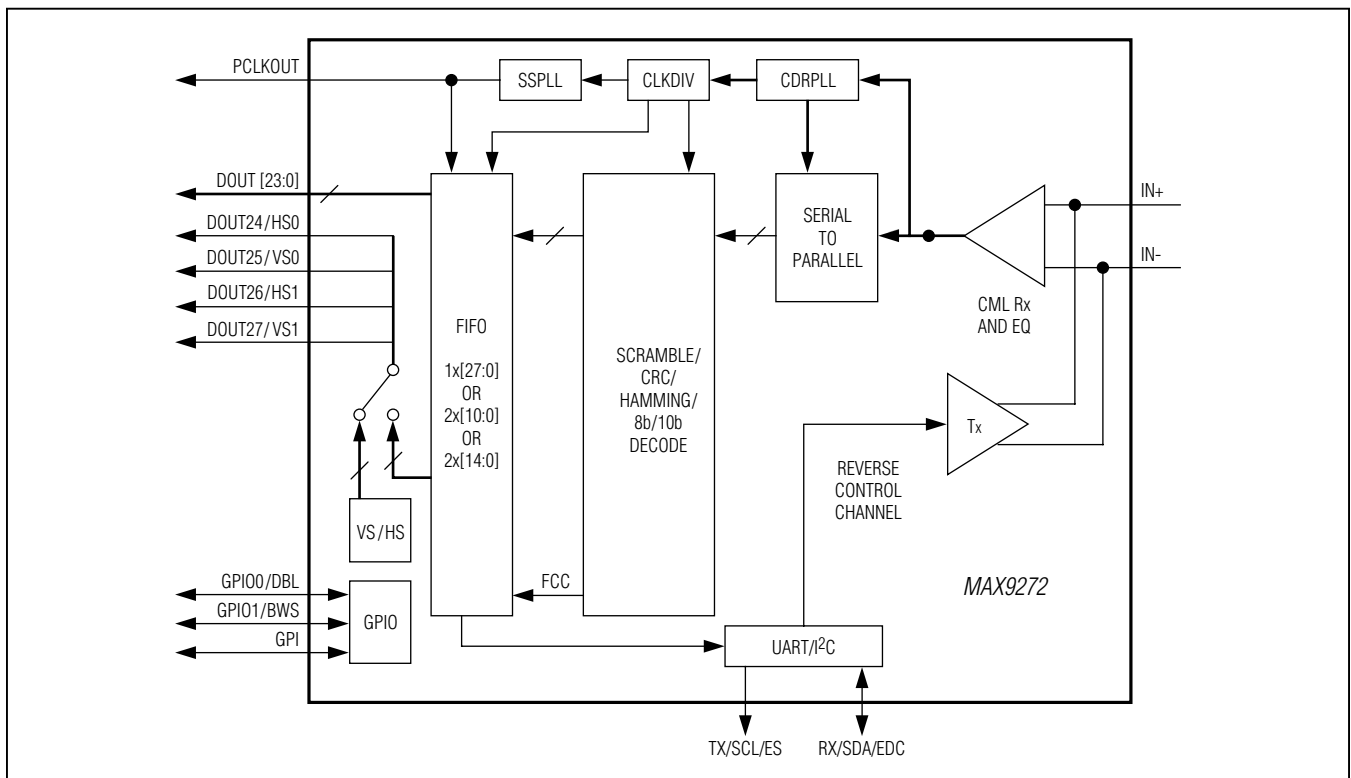 PCLKOUT
SSPLL
CLKDIV
CDRPLL
DOUT [23:0]
DOUT24/HS0
DOUT25/VS0
DOUT26/HS1
DOUT27/VS1
FIFO
1x[27:0]
OR
2x[10:0]
OR
2x[14:0]
SCRAMBLE/
CRC/
HAMMING/
8b/10b
DECODE
SERIAL
TO
PARALLEL
IN+
IN-
CML Rx
AND EQ
Tx
REVERSE
CONTROL
CHANNEL
VS/HS
GPIO0/DBL
GPIO1/BWS
GPI
GPIO
FCC
MAX9272
UART/I²C
TX/SCL/ES
RX/SDA/EDC